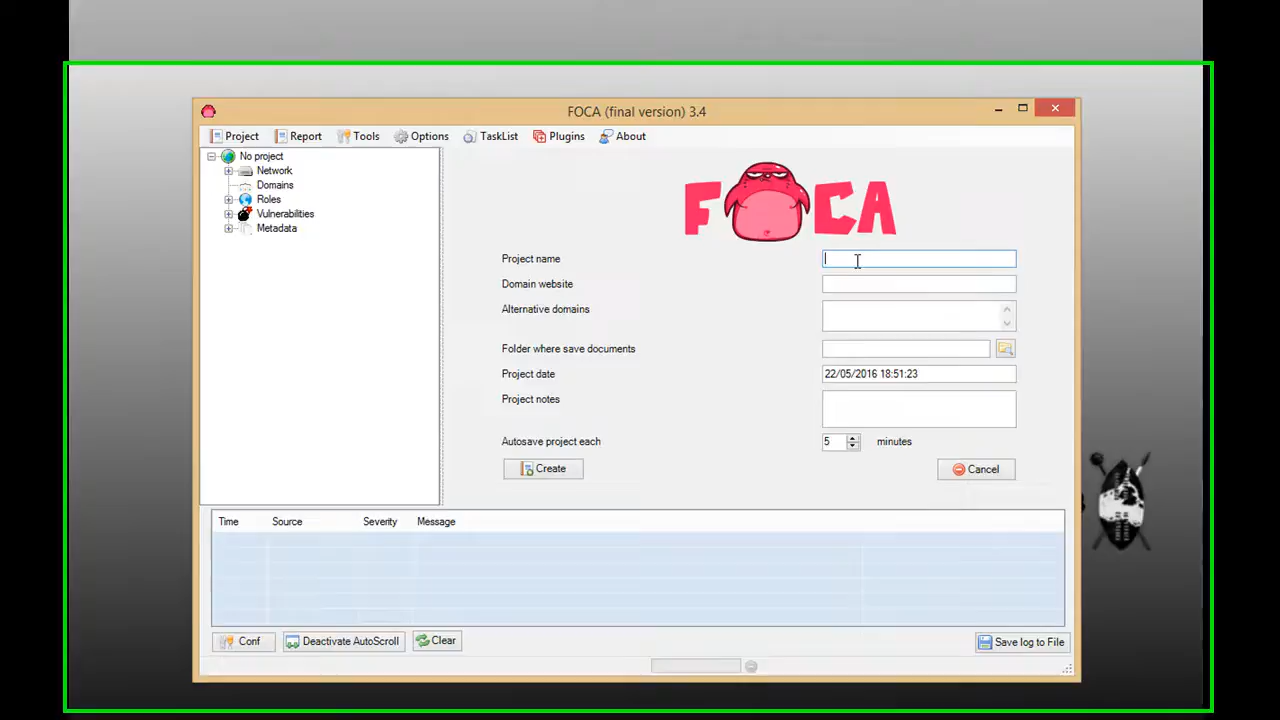 FOCA (final version) 3.4
Project Report Tools Options TaskList Plugins About
No project
Network
Domains
Roles
Vulnerabilities
Metadata
FOCA
Project name
Domain website
Alternative domains
Folder where save documents
Project date 22/05/2016 18:51:23
Project notes
Autosave project each 5 minutes
Create Cancel
Time Source Severity Message
Conf Deactivate AutoScroll Clear Save log to File